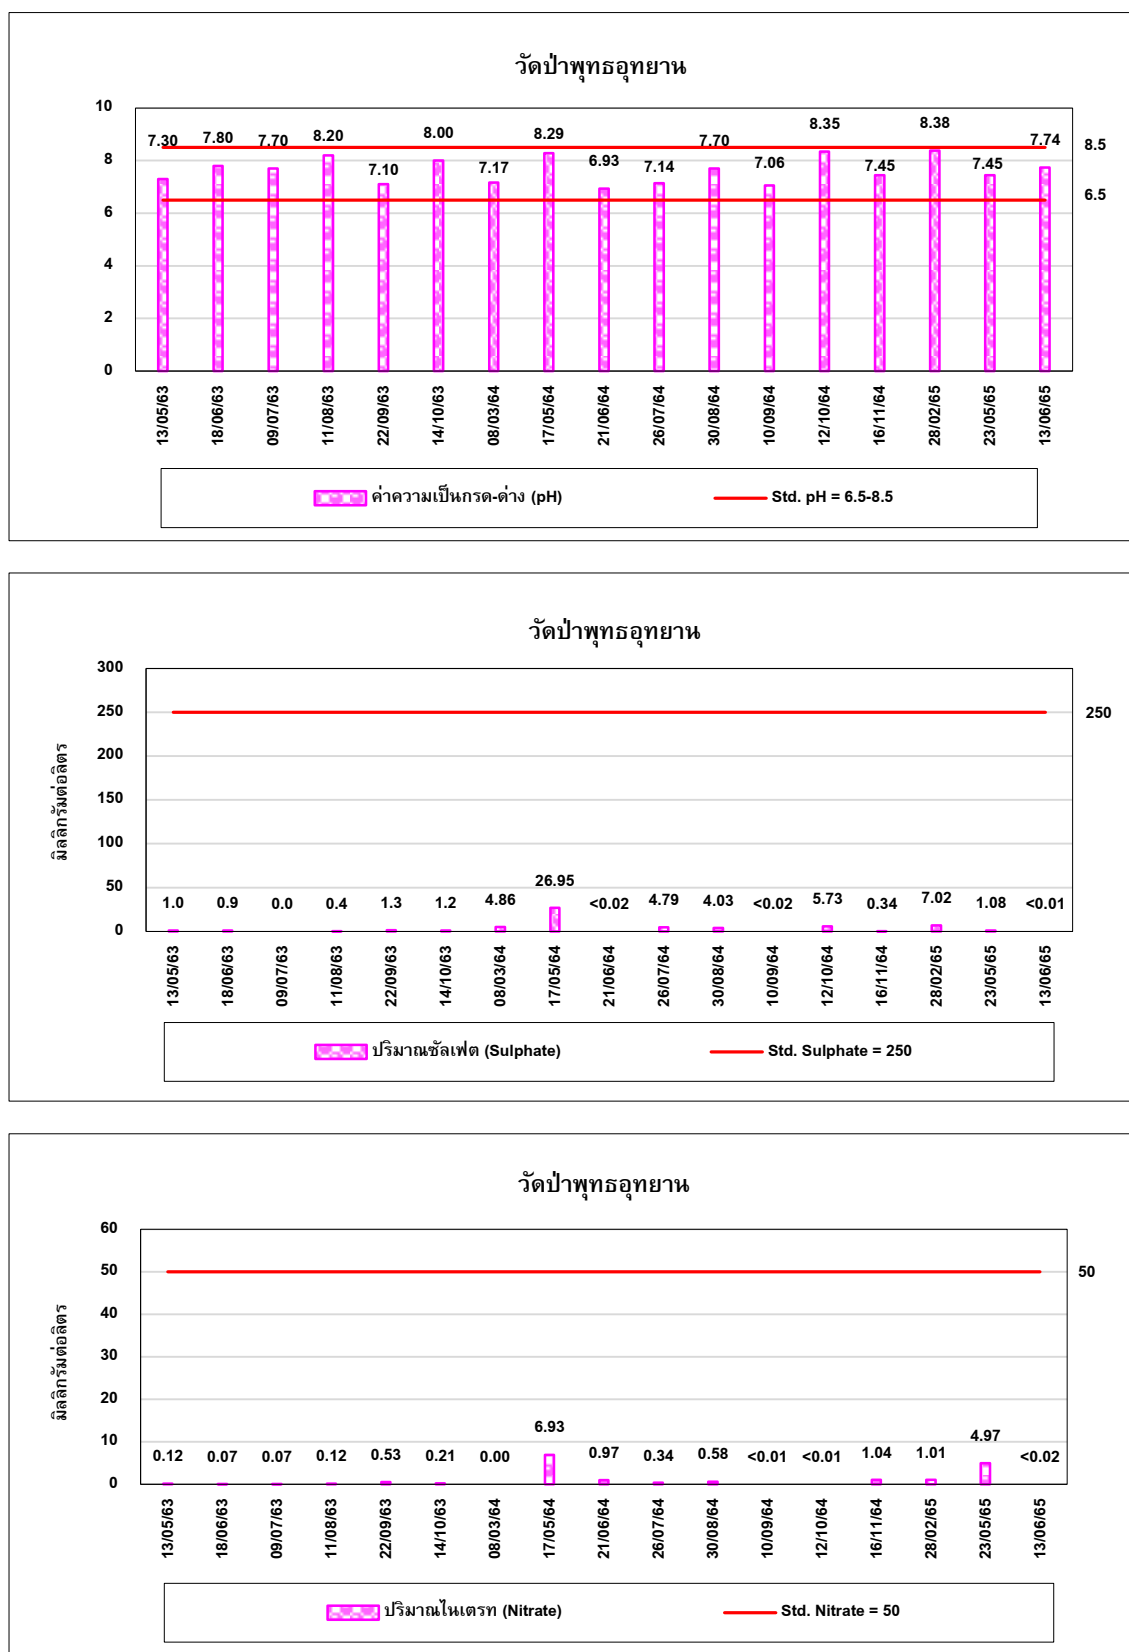 วัดป่าพุทธอุทยาน
10
8
6
4
2
0
7.30 7.80 7.70 8.20 7.10 8.00 7.17 8.29 6.93 7.14 7.70 7.06 8.35 7.45 8.38 7.45 7.74
8.5
6.5
13/05/63 18/06/63 09/07/63 11/08/63 22/09/63 14/10/63 08/03/64 17/05/64 21/06/64 26/07/64 30/08/64 10/09/64 12/10/64 16/11/64 28/02/65 23/05/65 13/06/65
ค่าความเป็นกรด-ด่าง (pH) Std. pH = 6.5-8.5
วัดป่าพุทธอุทยาน
มิลลิกรัมต่อลิตร
300
250
200
150
100
50
0
1.0 0.9 0.0 0.4 1.3 1.2 4.86 26.95 <0.02 4.79 4.03 <0.02 5.73 0.34 7.02 1.08 <0.01
250
13/05/63 18/06/63 09/07/63 11/08/63 22/09/63 14/10/63 08/03/64 17/05/64 21/06/64 26/07/64 30/08/64 10/09/64 12/10/64 16/11/64 28/02/65 23/05/65 13/06/65
ปริมาณซัลเฟต (Sulphate) Std. Sulphate = 250
วัดป่าพุทธอุทยาน
มิลลิกรัมต่อลิตร
60
50
40
30
20
10
0
0.12 0.07 0.07 0.12 0.53 0.21 0.00 6.93 0.97 0.34 0.58 <0.01 <0.01 1.04 1.01 4.97 <0.02
50
13/05/63 18/06/63 09/07/63 11/08/63 22/09/63 14/10/63 08/03/64 17/05/64 21/06/64 26/07/64 30/08/64 10/09/64 12/10/64 16/11/64 28/02/65 23/05/65 13/06/65
ปริมาณไนเตรท (Nitrate) Std. Nitrate = 50